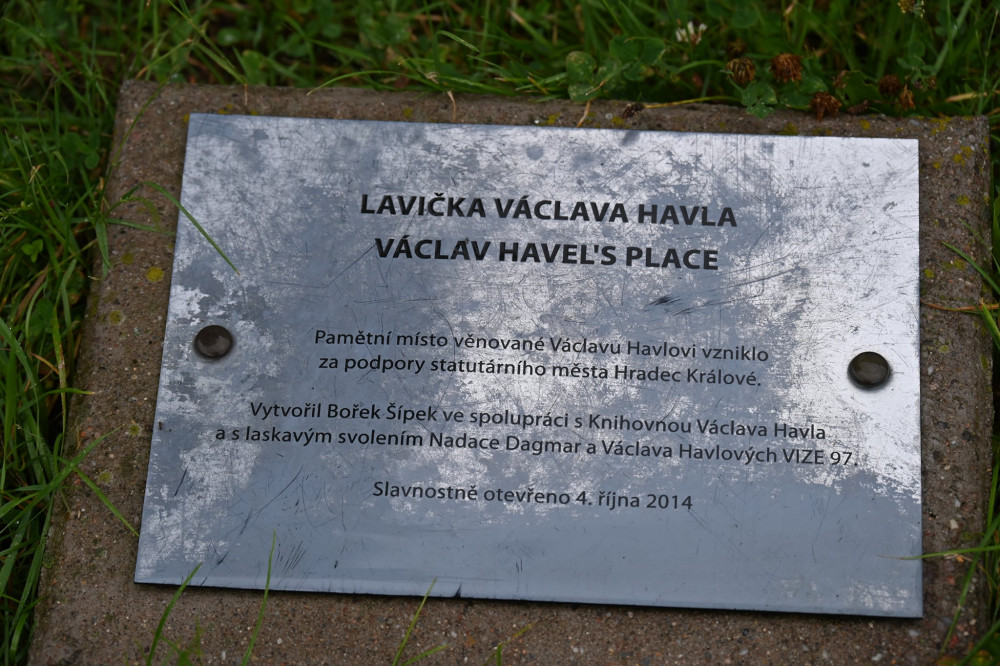 LAVIČKA VÁCLAVA HAVLA
VÁCLAV HAVEL'S PLACE
Pamětní místo věnované Václavu Havlovi vzniklo
za podpory statutárního města Hradec Králové.
Vytvořil Bořek Šípek ve spolupráci s Knihovnou Václava Havla
a s laskavým svolením Nadace Dagmar a Václava Havlových VIZE 97.
Slavnostně otevřeno 4. října 2014